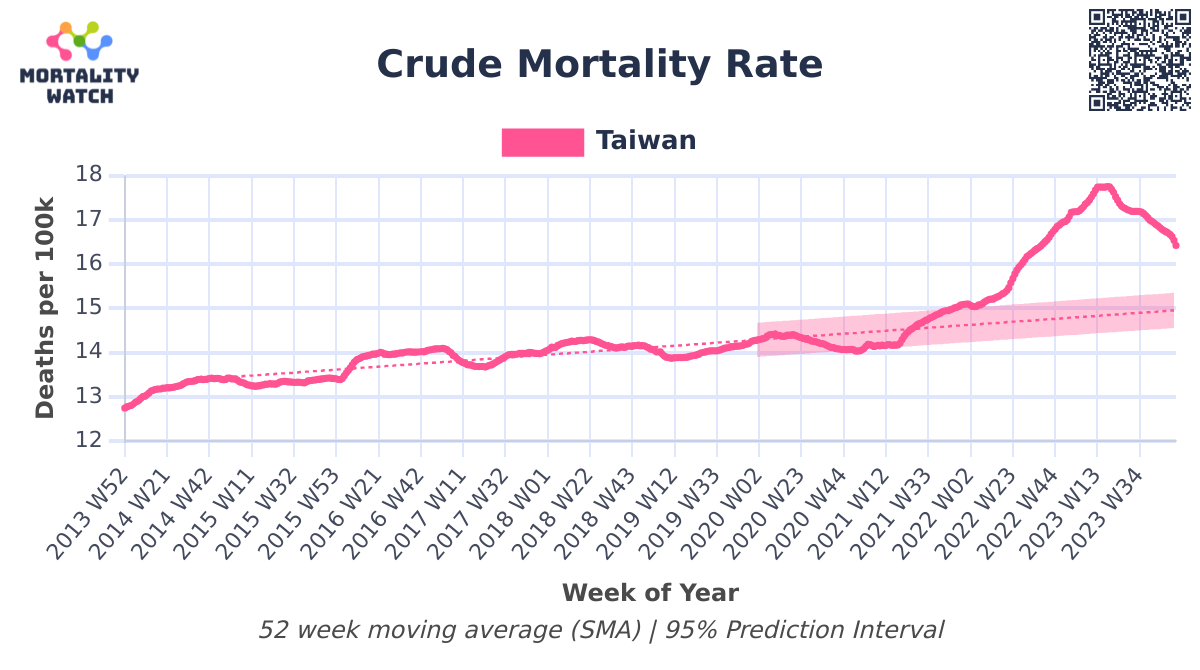 MORTALITY
WATCH
Crude Mortality Rate
Taiwan
Deaths per 100k
18
17
16
15
14
13
12
2013 W52
2014 W21
2014 W42
2015 W11
2015 W32
2015 W53
2016 W21
2016 W42
2017 W11
2017 W32
2018 W01
2018 W22
2018 W43
2019 W12
2019 W33
2020 W02
2020 W23
2020 W44
2021 W12
2021 W33
2022 W02
2022 W23
2022 W44
2023 W13
2023 W34
Week of Year
52 week moving average (SMA) | 95% Prediction Interval